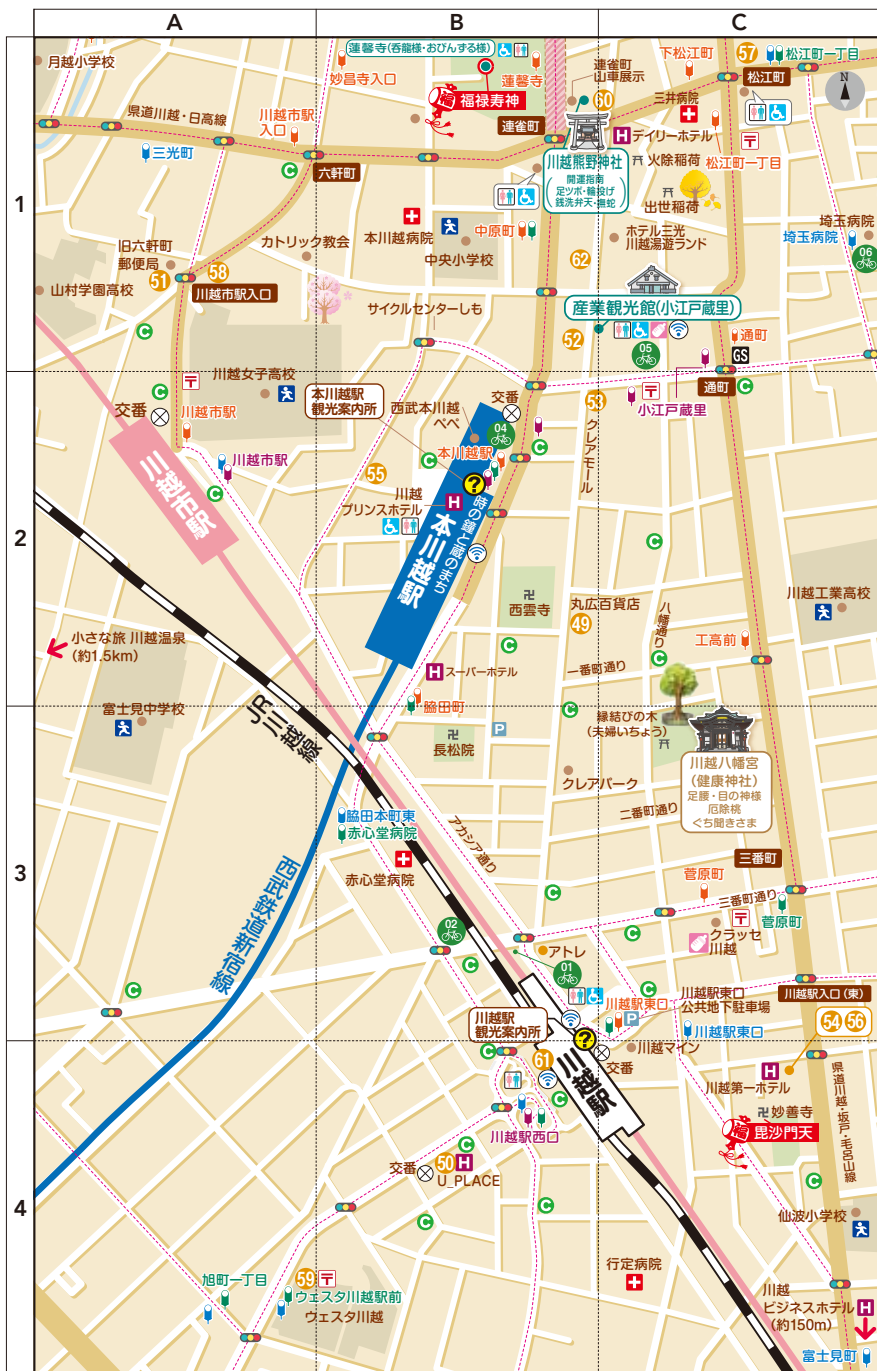 A
B
C
1
2
3
4
月越小学校
県道川越・日高線
川越市駅
入口
三光町
六軒町
旧六軒町
郵便局
51
58
川越市駅入口
山村学園高校
カトリック教会
蓮馨寺(呑龍様・おびんずる様)
妙昌寺入口
蓮馨寺
福
福禄寿神
連雀町
連雀町
山車展示
60
下松江町
57
松江町一丁目
松江町
N
三井病院
H
デイリーホテル
火除稲荷
松江町一丁目
出世稲荷
川越熊野神社
開運指南
足ツボ・輪投げ
銭洗弁天・撫蛇
本川越病院
中央小学校
中原町
ホテル三光
川越湯遊ランド
62
埼玉病院
埼玉病院
06
サイクルセンターしも
産業観光館(小江戸蔵里)
52
05
通町
GS
通町
小江戸蔵里
53
川越女子高校
交番
川越市駅
川越市駅
川越市駅
本川越駅
観光案内所
西武本川越
ペペ
交番
04
本川越駅
?
55
川越
プリンスホテル
H
時の鐘と蔵のまち
本川越駅
クレアモール
西雲寺
丸広百貨店
49
八幡通り
川越工業高校
工高前
一番町通り
小さな旅 川越温泉
(約1.5km)
H
スーパーホテル
脇田町
P
富士見中学校
JR川越線
長松院
クレアパーク
縁結びの木
(夫婦いちょう)
川越八幡宮
(健康神社)
足腰・目の神様
厄除桃
ぐち聞きさま
二番町通り
三番町
脇田本町東
赤心堂病院
赤心堂病院
アカシア通り
西武鉄道新宿線
菅原町
三番町通り
菅原町
クラッセ
川越
02
アトレ
01
川越駅東口
川越駅東口
公共地下駐車場
P
川越駅入口(東)
川越駅
観光案内所
?
川越駅東口
54 56
川越マイン
交番
61
川越駅
川越駅西口
H
川越第一ホテル
妙善寺
福
毘沙門天
県道川越・坂戸・毛呂山線
交番
50
H
U_PLACE
仙波小学校
旭町一丁目
59
ウェスタ川越駅前
ウェスタ川越
行定病院
川越
ビジネスホテル
H
(約150m)
富士見町